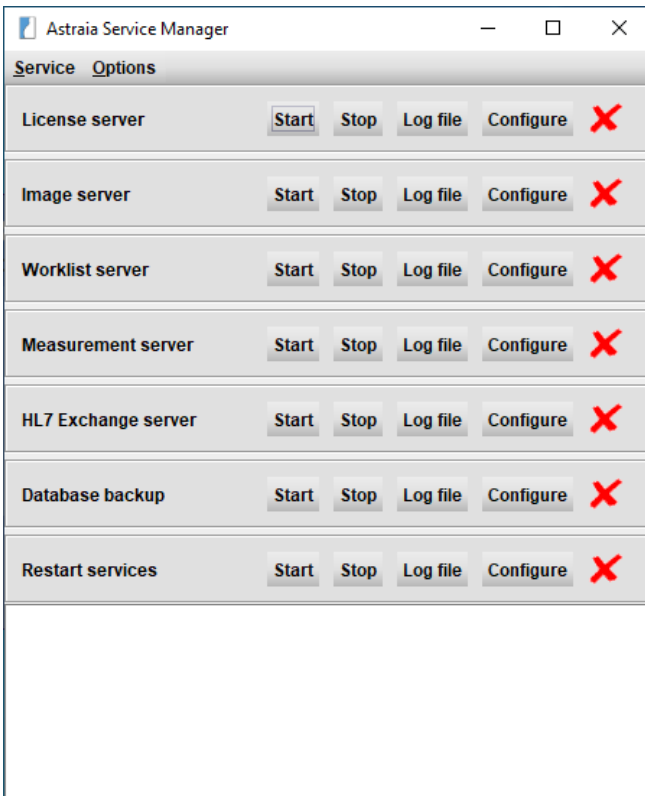 Astraia Service Manager
Service Options
License server Start Stop Log file Configure
Image server Start Stop Log file Configure
Worklist server Start Stop Log file Configure
Measurement server Start Stop Log file Configure
HL7 Exchange server Start Stop Log file Configure
Database backup Start Stop Log file Configure
Restart services Start Stop Log file Configure